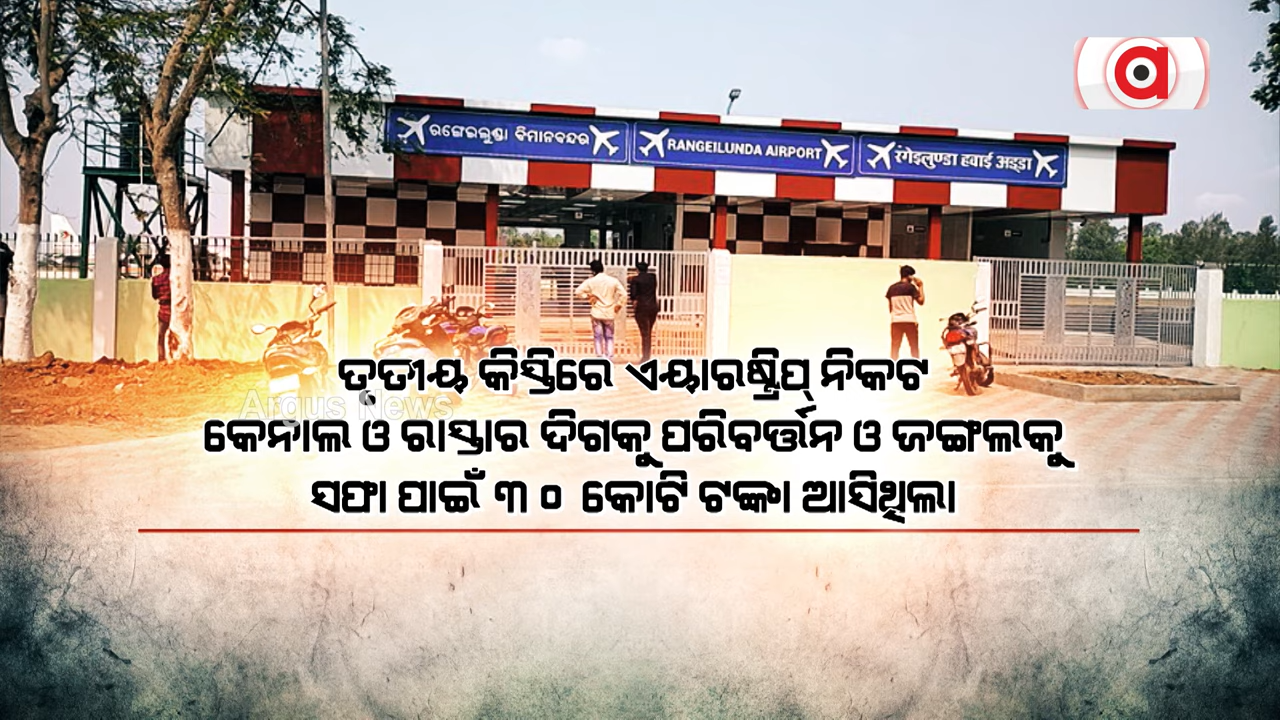 ରଙ୍ଗେଇଲୁଣ୍ଡା ବିମାନବନ୍ଦର
RANGEILUNDA AIRPORT
रंगेइलुण्डा हवाई अड्डा
a
ତୃତୀୟ କିସ୍ତିରେ ଏୟାରଷ୍ଟ୍ରିପ୍ ନିକଟ
Argus News
କେନାଲ ଓ ରାସ୍ତାର ଦିଗକୁ ପରିବର୍ତ୍ତନ ଓ ଜଙ୍ଗଲକୁ
ସଫା ପାଇଁ ୩୦ କୋଟି ଟଙ୍କା ଆସିଥିଲା